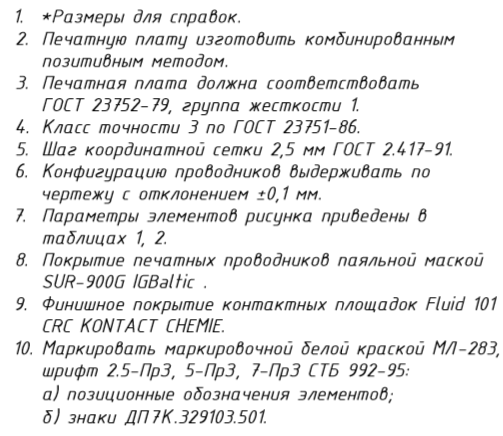 1. *Размеры для справок.
2. Печатную плату изготовить комбинированным
позитивным методом.
3. Печатная плата должна соответствовать
ГОСТ 23752-79, группа жесткости 1.
4. Класс точности 3 по ГОСТ 23751-86.
5. Шаг координатной сетки 2,5 мм ГОСТ 2.417-91.
6. Конфигурацию проводников выдерживать по
чертежу с отклонением ±0,1 мм.
7. Параметры элементов рисунка приведены в
таблицах 1, 2.
8. Покрытие печатных проводников паяльной маской
SUR-900G IGBaltic .
9. Финишное покрытие контактных площадок Fluid 101
CRC KONTACT CHEMIE.
10. Маркировать маркировочной белой краской МЛ-283,
шрифт 2.5-Пр3, 5-Пр3, 7-Пр3 СТБ 992-95:
а) позиционные обозначения элементов;
б) знаки ДП7К.329103.501.